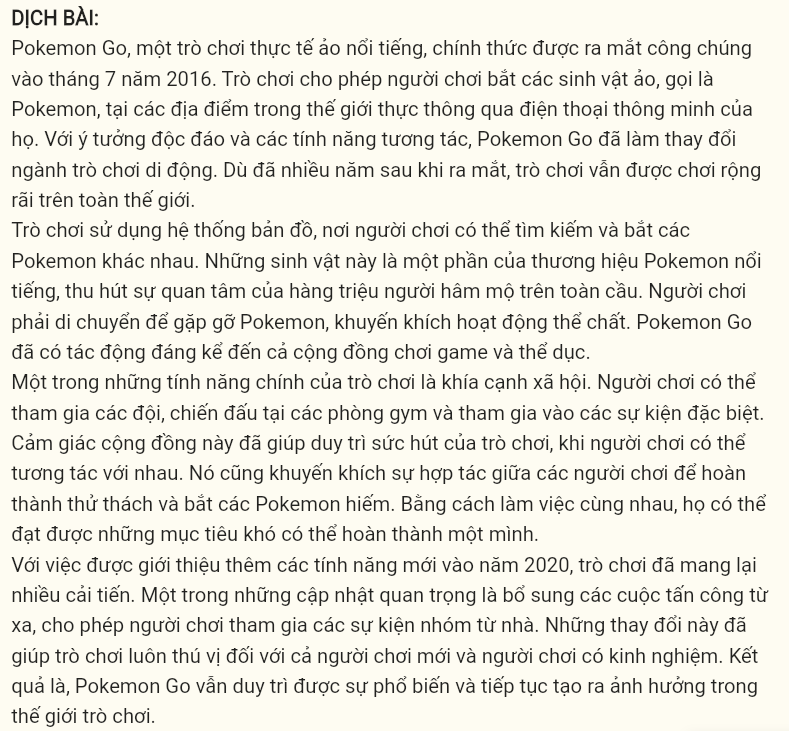 DỊCH BÀI:
Pokemon Go, một trò chơi thực tế ảo nổi tiếng, chính thức được ra mắt công chúng
vào tháng 7 năm 2016. Trò chơi cho phép người chơi bắt các sinh vật ảo, gọi là
Pokemon, tại các địa điểm trong thế giới thực thông qua điện thoại thông minh của
họ. Với ý tưởng độc đáo và các tính năng tương tác, Pokemon Go đã làm thay đổi
ngành trò chơi di động. Dù đã nhiều năm sau khi ra mắt, trò chơi vẫn được chơi rộng
rãi trên toàn thế giới.
Trò chơi sử dụng hệ thống bản đồ, nơi người chơi có thể tìm kiếm và bắt các
Pokemon khác nhau. Những sinh vật này là một phần của thương hiệu Pokemon nổi
tiếng, thu hút sự quan tâm của hàng triệu người hâm mộ trên toàn cầu. Người chơi
phải di chuyển để gặp gỡ Pokemon, khuyến khích hoạt động thể chất. Pokemon Go
đã có tác động đáng kể đến cả cộng đồng chơi game và thể dục.
Một trong những tính năng chính của trò chơi là khía cạnh xã hội. Người chơi có thể
tham gia các đội, chiến đấu tại các phòng gym và tham gia vào các sự kiện đặc biệt.
Cảm giác cộng đồng này đã giúp duy trì sức hút của trò chơi, khi người chơi có thể
tương tác với nhau. Nó cũng khuyến khích sự hợp tác giữa các người chơi để hoàn
thành thử thách và bắt các Pokemon hiếm. Bằng cách làm việc cùng nhau, họ có thể
đạt được những mục tiêu khó có thể hoàn thành một mình.
Với việc được giới thiệu thêm các tính năng mới vào năm 2020, trò chơi đã mang lại
nhiều cải tiến. Một trong những cập nhật quan trọng là bổ sung các cuộc tấn công từ
xa, cho phép người chơi tham gia các sự kiện nhóm từ nhà. Những thay đổi này đã
giúp trò chơi luôn thú vị đối với cả người chơi mới và người chơi có kinh nghiệm. Kết
quả là, Pokemon Go vẫn duy trì được sự phổ biến và tiếp tục tạo ra ảnh hưởng trong
thế giới trò chơi.